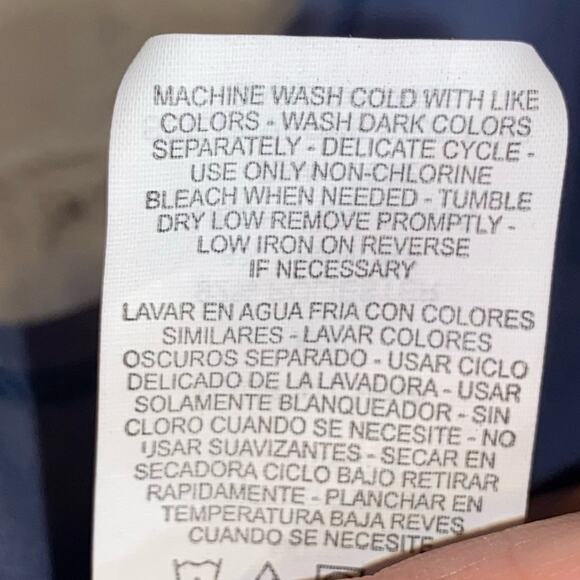 MACHINE WASH COLD WITH LIKE
COLORS - WASH DARK COLORS
SEPARATELY - DELICATE CYCLE -
USE ONLY NON-CHLORINE
BLEACH WHEN NEEDED - TUMBLE
DRY LOW REMOVE PROMPTLY -
LOW IRON ON REVERSE
IF NECESSARY
LAVAR EN AGUA FRIA CON COLORES
SIMILARES - LAVAR COLORES
OSCUROS SEPARADO - USAR CICLO
DELICADO DE LA LAVADORA - USAR
SOLAMENTE BLANQUEADOR - SIN
CLORO CUANDO SE NECESITE - NO
USAR SUAVIZANTES - SECAR EN
SECADORA CICLO BAJO RETIRAR
RAPIDAMENTE - PLANCHAR EN
TEMPERATURA BAJA REVES
CUANDO SE NECESITE